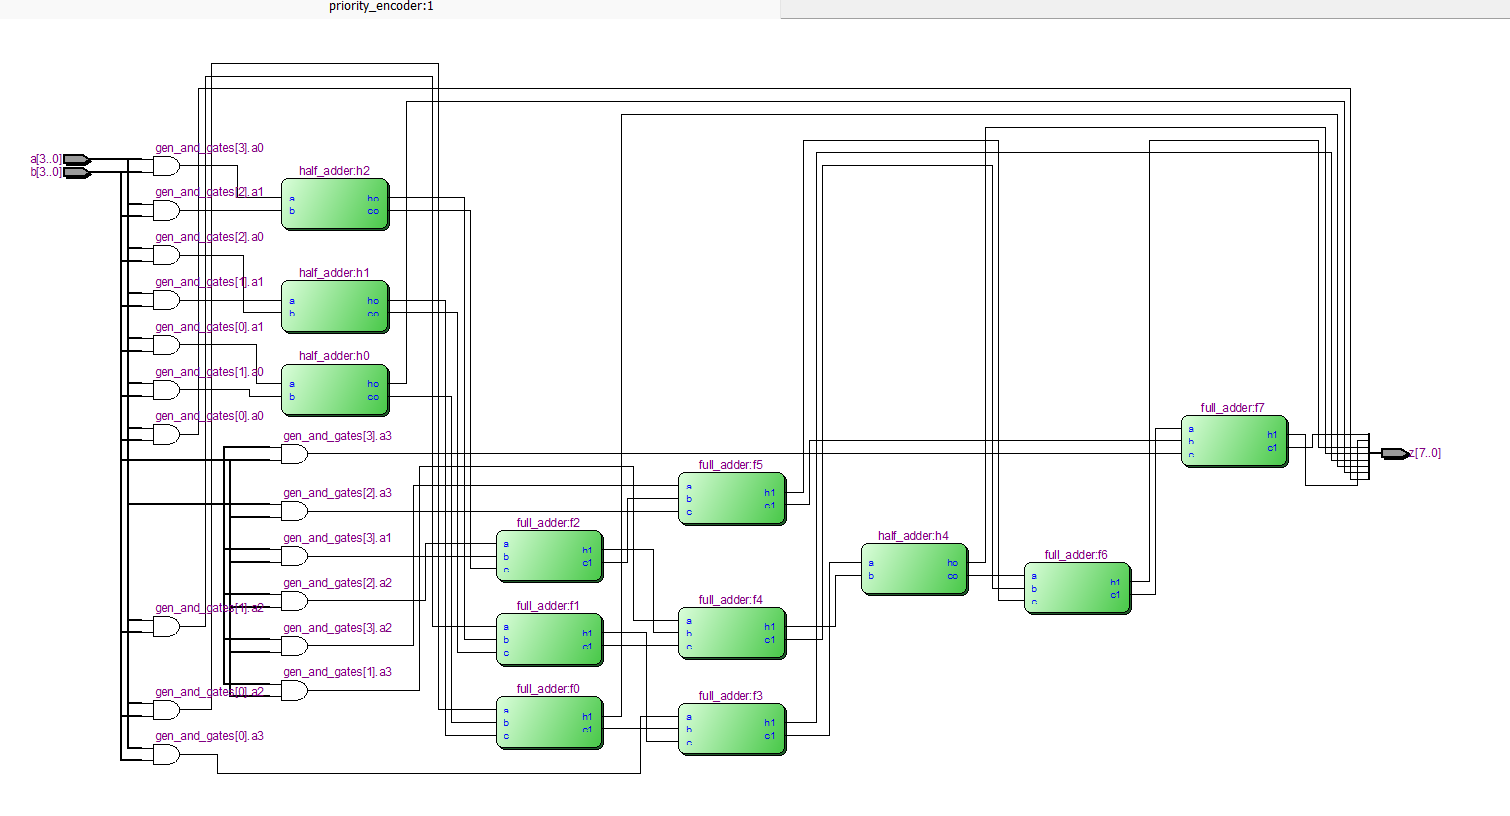 priority_encoder:1
a[3..0]
b[3..0]
gen_and_gates[3].a0
gen_and_gates[2].a1
gen_and_gates[2].a0
gen_and_gates[1].a1
gen_and_gates[0].a1
gen_and_gates[1].a0
gen_and_gates[0].a0
gen_and_gates[1].a2
gen_and_gates[0].a2
gen_and_gates[0].a3
half_adder:h2
a ho
b co
half_adder:h1
a ho
b co
half_adder:h0
a ho
b co
gen_and_gates[3].a3
gen_and_gates[2].a3
gen_and_gates[3].a1
gen_and_gates[2].a2
gen_and_gates[3].a2
gen_and_gates[1].a3
full_adder:f2
a h1
b c1
c
full_adder:f1
a h1
b c1
c
full_adder:f0
a h1
b c1
c
full_adder:f5
a h1
b c1
c
full_adder:f4
a h1
b c1
c
full_adder:f3
a h1
b c1
c
half_adder:h4
a ho
b co
full_adder:f6
a h1
b c1
c
full_adder:f7
a h1
b c1
c
z[7..0]